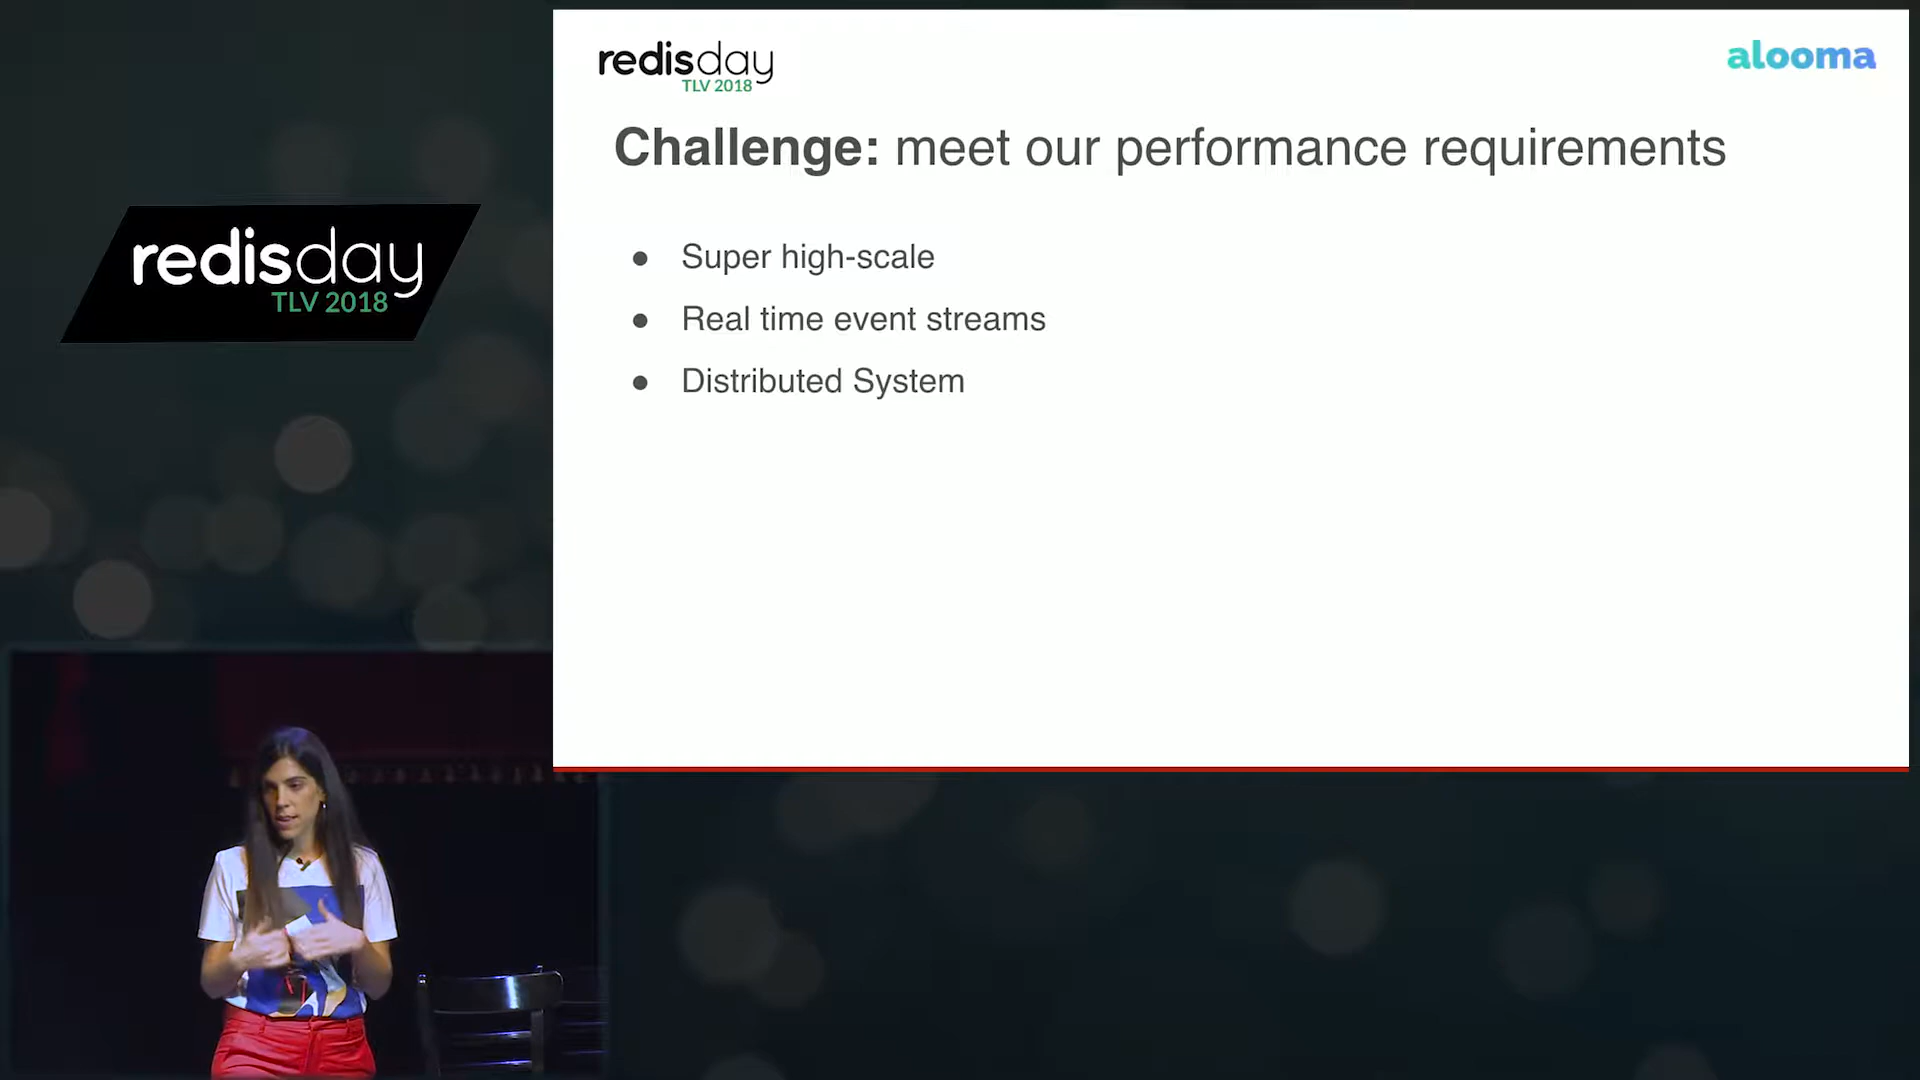 redisday
TLV 2018
redisday
TLV 2018
alooma
Challenge: meet our performance requirements
● Super high-scale
● Real time event streams
● Distributed System